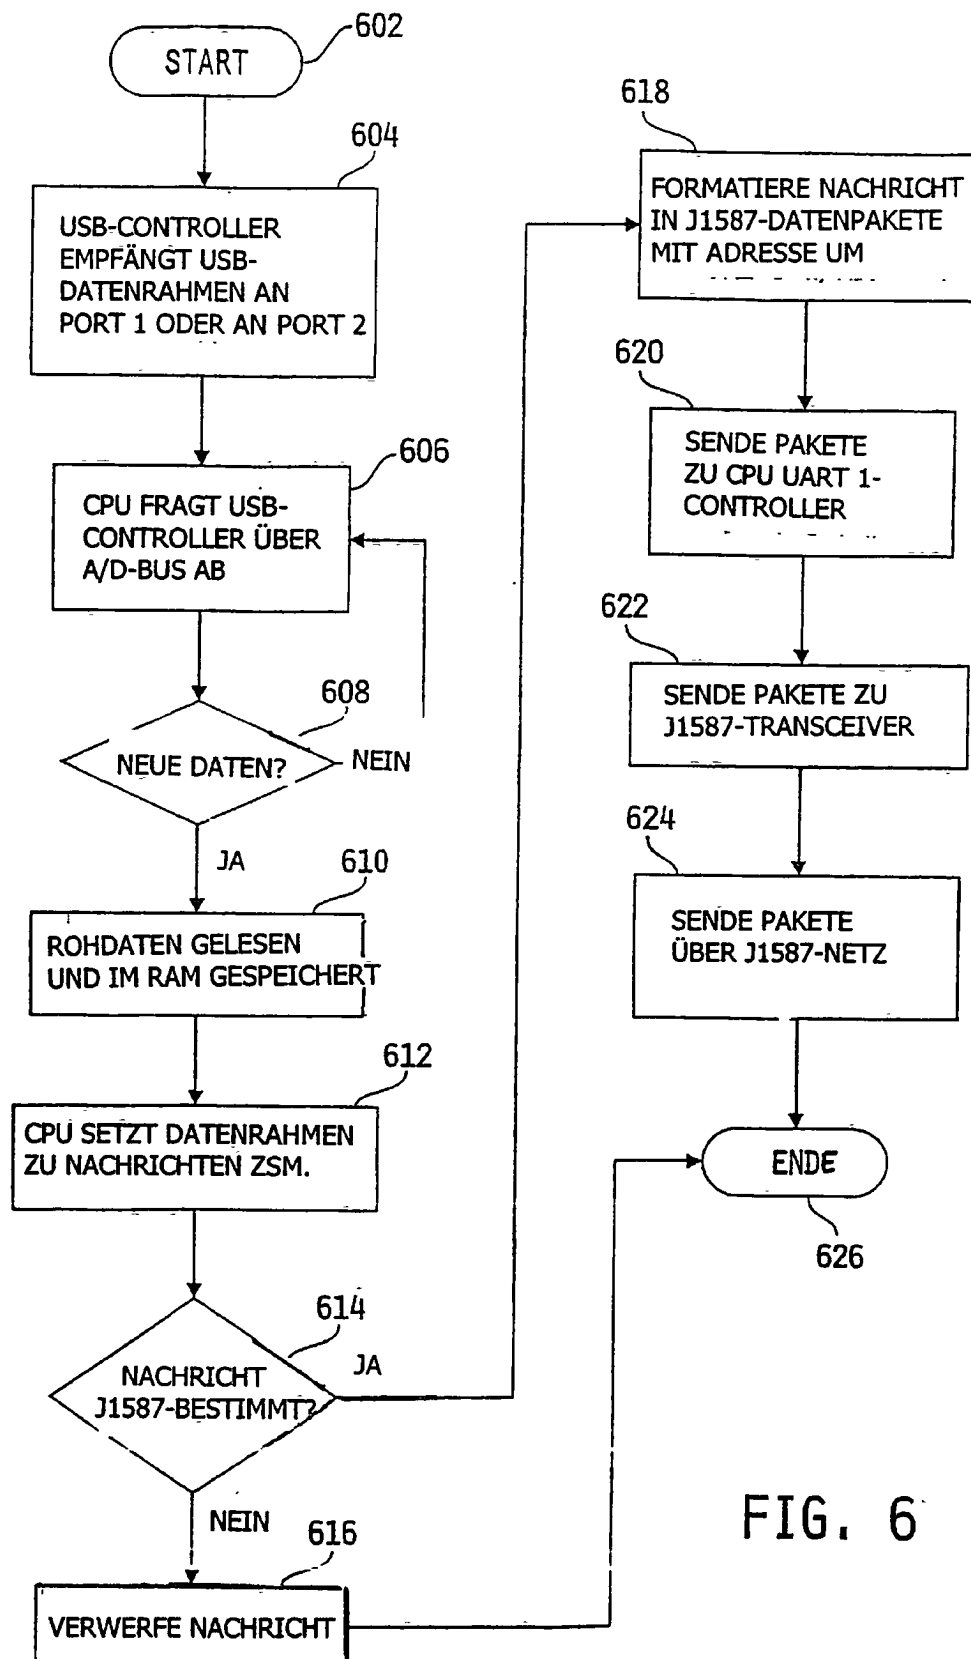 602
START
604
USB-CONTROLLER
EMPFÄNGT USB-
DATENRAHMEN AN
PORT 1 ODER AN PORT 2
606
CPU FRAGT USB-
CONTROLLER ÜBER
A/D-BUS AB
608
NEUE DATEN?
NEIN
JA
610
ROHDATEN GELESEN
UND IM RAM GESPEICHERT
612
CPU SETZT DATENRAHMEN
ZU NACHRICHTEN ZSM.
614
NACHRICHT
J1587-BESTIMMT?
JA
NEIN
616
VERWERFE NACHRICHT
618
FORMATIERE NACHRICHT
IN J1587-DATENPAKETE
MIT ADRESSE UM
620
SENDE PAKETE
ZU CPU UART 1-
CONTROLLER
622
SENDE PAKETE ZU
J1587-TRANSCEIVER
624
SENDE PAKETE
ÜBER J1587-NETZ
ENDE
626
FIG. 6